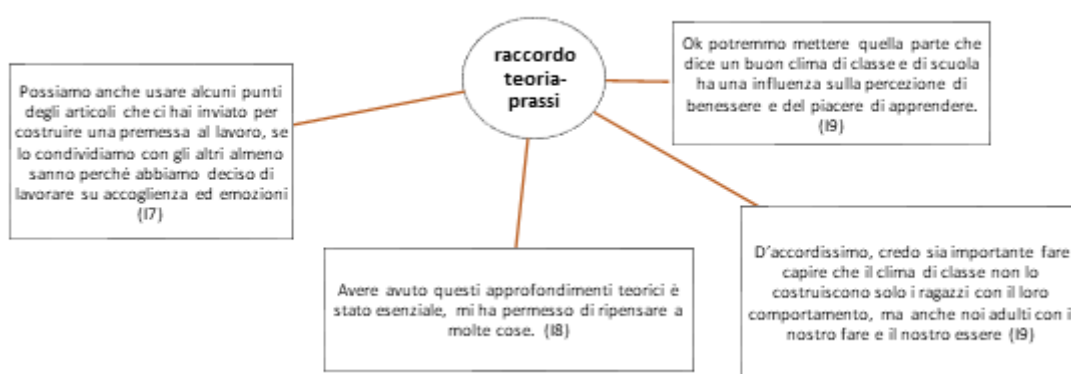 raccordo
teoria-
prassi
Possiamo anche usare alcuni punti
degli articoli che ci hai inviato per
costruire una premessa al lavoro, se
lo condividiamo con gli altri almeno
sanno perché abbiamo deciso di
lavorare su accoglienza ed emozioni
(I7)
Ok potremmo mettere quella parte che
dice un buon clima di classe e di scuola
ha una influenza sulla percezione di
benessere e del piacere di apprendere.
(I9)
Avere avuto questi approfondimenti teorici è
stato esenziale, mi ha permesso di ripensare a
molte cose. (I8)
D'accordissimo, credo sia importante fare
capire che il clima di classe non lo
costruiscono solo i ragazzi con il loro
comportamento, ma anche noi adulti con i
nostro fare e il nostro essere (I9)